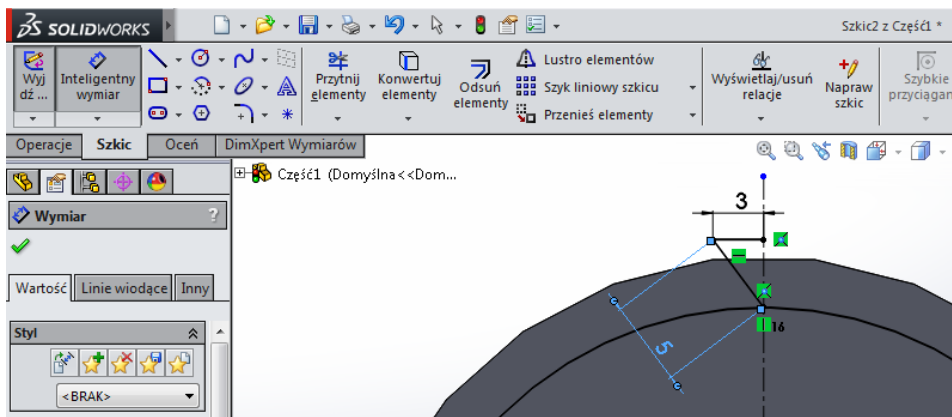 SOLIDWORKS
Szkic2 z Część1 *
Wyj
dź ...
Inteligentny
wymiar
Przytnij
elementy
Konwertuj
elementy
Odsuń
elementy
Lustro elementów
Szyk liniowy szkicu
Przenieś elementy
Wyświetlaj/usuń
relacje
Napraw
szkic
Szybkie
przyciągan
Operacje
Szkic
Oceń
DimXpert Wymiarów
Część1 (Domyślna<<Dom...
Wymiar
?
Wartość
Linie wiodące
Inny
Styl
<BRAK>
3
5
16